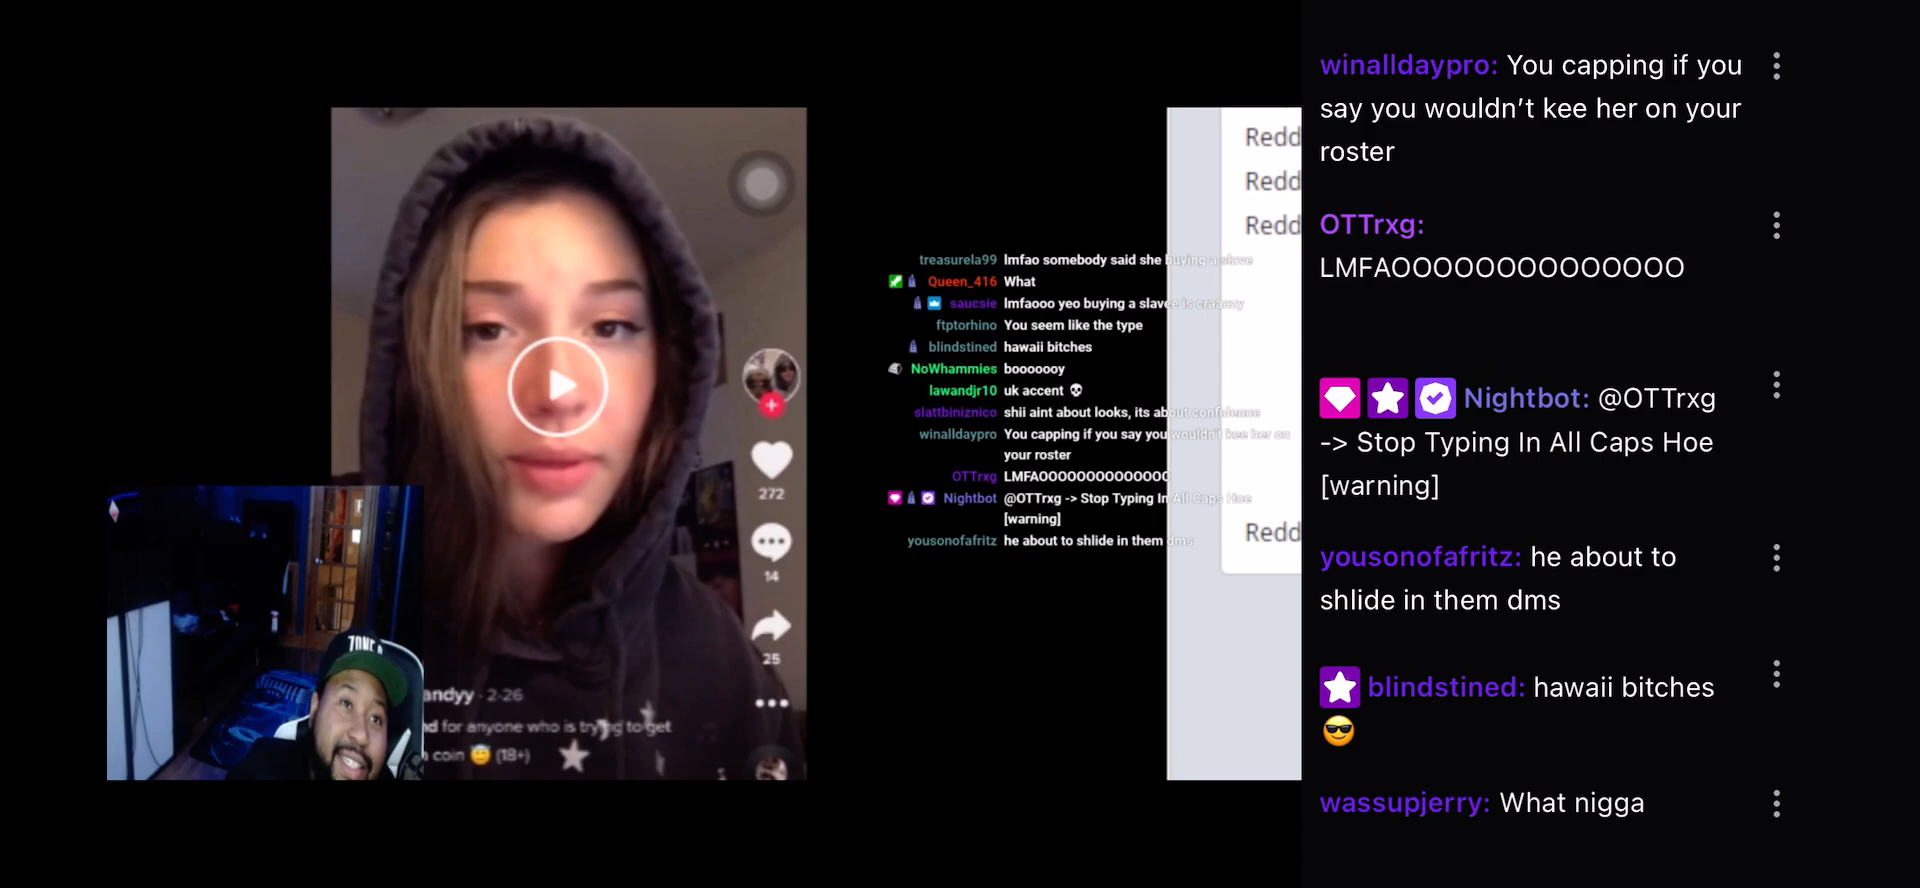 272
14
25
andyy · 2-26
d for anyone who is trying to get
coin 😇 (18+)
Redd
Redd
Redd
Redd
treasurela99 lmfao somebody said she buying a slave
Queen_416 What
saucsie lmfaooo yeo buying a slavee is craaazy
ftptorhino You seem like the type
blindstined hawaii bitches
NoWhammies booooooy
lawandjr10 uk accent 💀
slattbiniznico shii aint about looks, its about confidence
winalldaypro You capping if you say you wouldn't kee her on
your roster
OTTrxg LMFAOOOOOOOOOOOOOO
Nightbot @OTTrxg -> Stop Typing In All Caps Hoe
[warning]
yousonofafritz he about to shlide in them dms
winalldaypro: You capping if you
say you wouldn’t kee her on your
roster
OTTrxg:
LMFAOOOOOOOOOOOOOO
Nightbot: @OTTrxg
-> Stop Typing In All Caps Hoe
[warning]
yousonofafritz: he about to
shlide in them dms
blindstined: hawaii bitches
😎
wassupjerry: What nigga